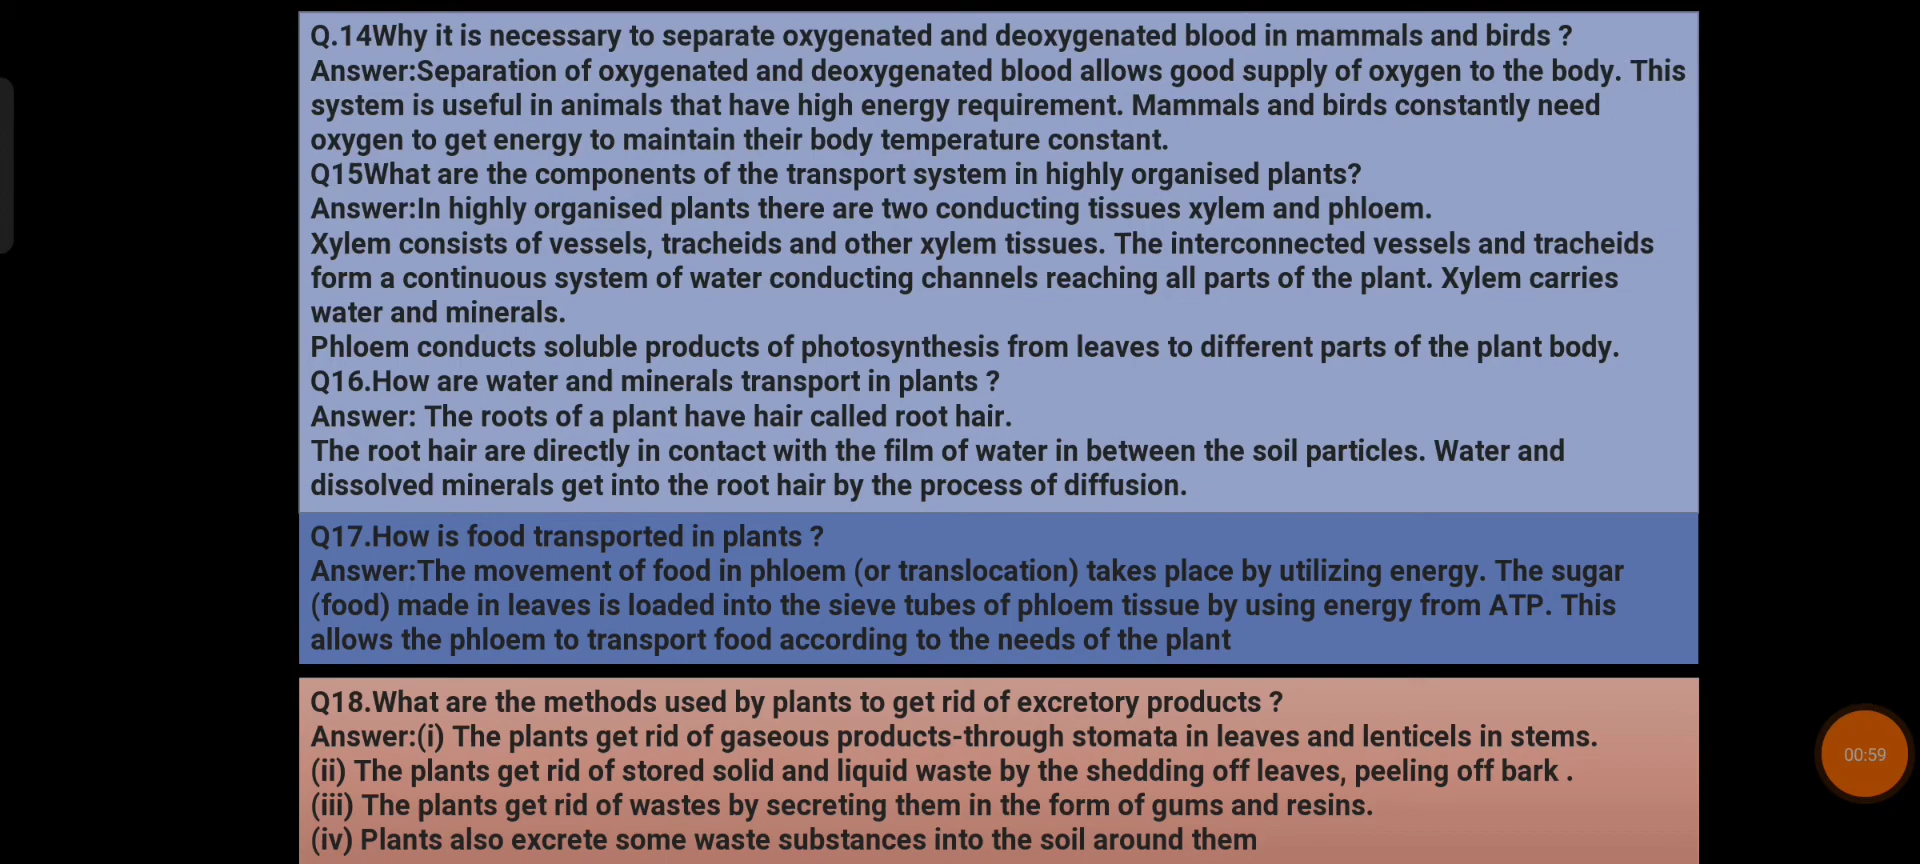 Q.14Why it is necessary to separate oxygenated and deoxygenated blood in mammals and birds ?
Answer:Separation of oxygenated and deoxygenated blood allows good supply of oxygen to the body. This
system is useful in animals that have high energy requirement. Mammals and birds constantly need
oxygen to get energy to maintain their body temperature constant.
Q15What are the components of the transport system in highly organised plants?
Answer:In highly organised plants there are two conducting tissues xylem and phloem.
Xylem consists of vessels, tracheids and other xylem tissues. The interconnected vessels and tracheids
form a continuous system of water conducting channels reaching all parts of the plant. Xylem carries
water and minerals.
Phloem conducts soluble products of photosynthesis from leaves to different parts of the plant body.
Q16.How are water and minerals transport in plants ?
Answer: The roots of a plant have hair called root hair.
The root hair are directly in contact with the film of water in between the soil particles. Water and
dissolved minerals get into the root hair by the process of diffusion.
Q17.How is food transported in plants ?
Answer:The movement of food in phloem (or translocation) takes place by utilizing energy. The sugar
(food) made in leaves is loaded into the sieve tubes of phloem tissue by using energy from ATP. This
allows the phloem to transport food according to the needs of the plant
Q18.What are the methods used by plants to get rid of excretory products ?
Answer:(i) The plants get rid of gaseous products-through stomata in leaves and lenticels in stems.
(ii) The plants get rid of stored solid and liquid waste by the shedding off leaves, peeling off bark .
(iii) The plants get rid of wastes by secreting them in the form of gums and resins.
(iv) Plants also excrete some waste substances into the soil around them
00:59